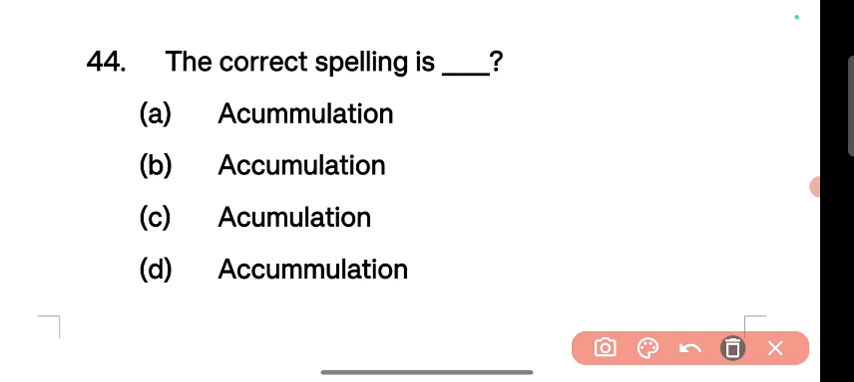 44. The correct spelling is ____?
(a) Acummulation
(b) Accumulation
(c) Acumulation
(d) Accummulation